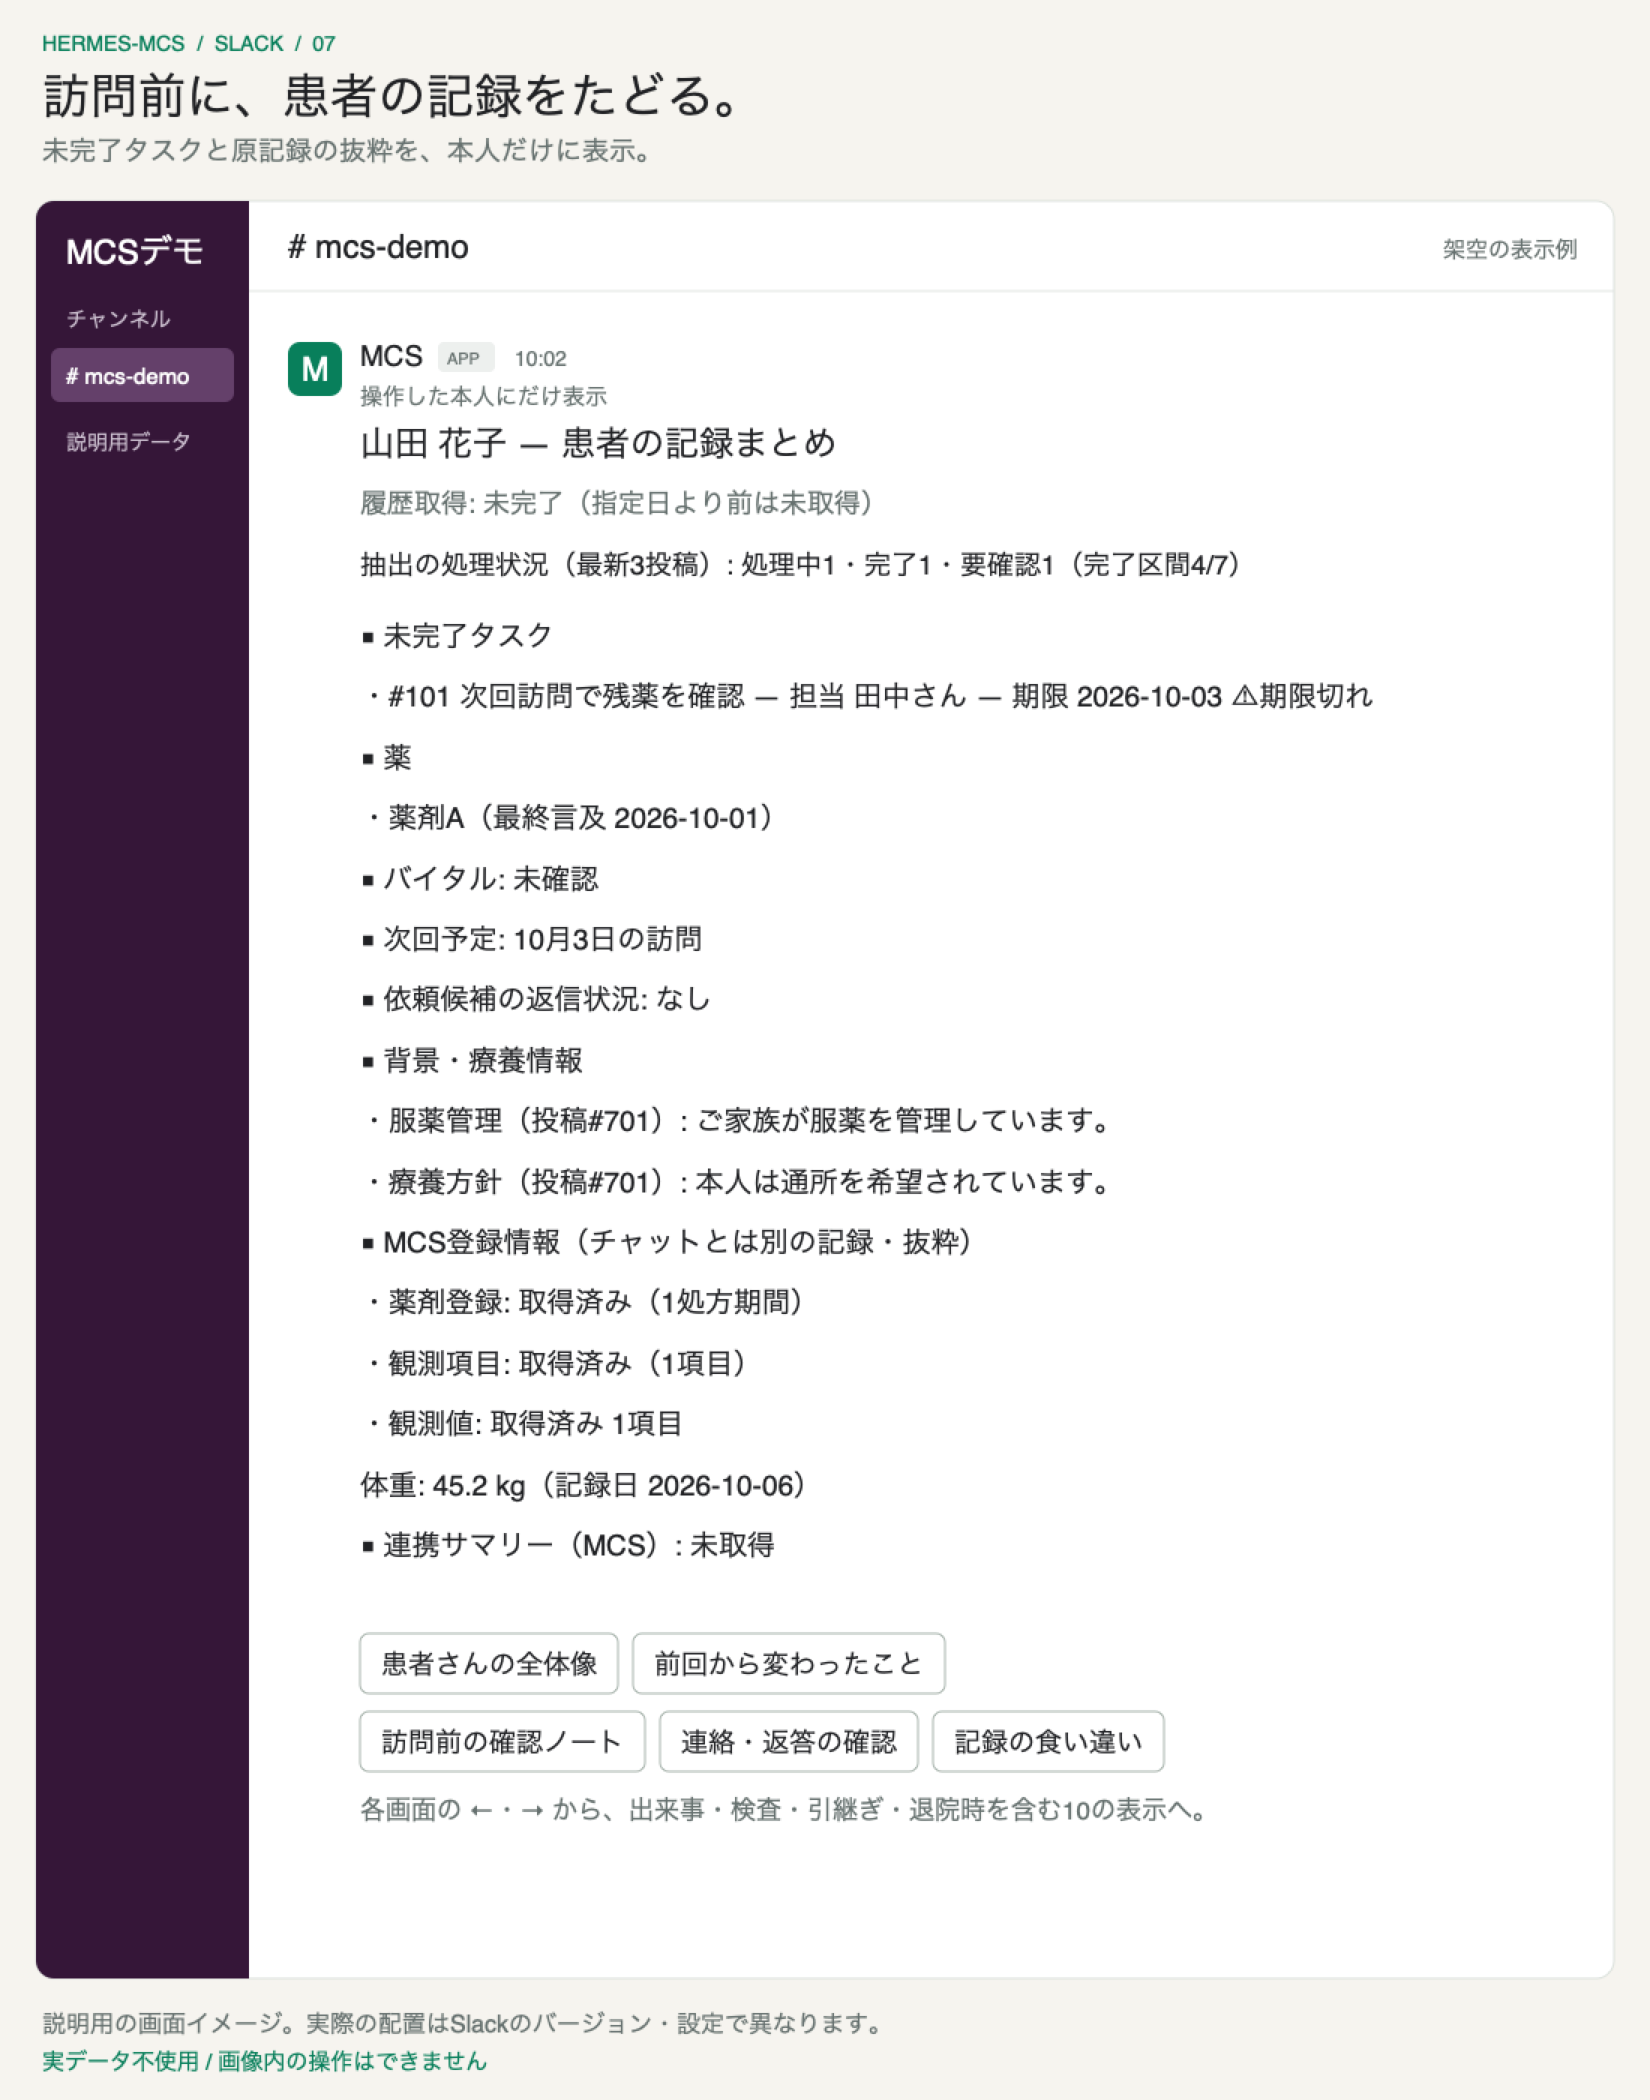 HERMES-MCS / SLACK / 07
訪問前に、患者の記録をたどる。
未完了タスクと原記録の抜粋を、本人だけに表示。
MCSデモ
チャンネル
# mcs-demo
説明用データ
# mcs-demo
架空の表示例
M
MCS APP 10:02
操作した本人にだけ表示
山田 花子 — 患者の記録まとめ
履歴取得: 未完了（指定日より前は未取得）
抽出の処理状況（最新3投稿）: 処理中1・完了1・要確認1（完了区間4/7）
▪ 未完了タスク
・#101 次回訪問で残薬を確認 — 担当 田中さん — 期限 2026-10-03 ⚠期限切れ
▪ 薬
・薬剤A（最終言及 2026-10-01）
▪ バイタル: 未確認
▪ 次回予定: 10月3日の訪問
▪ 依頼候補の返信状況: なし
▪ 背景・療養情報
・服薬管理（投稿#701）: ご家族が服薬を管理しています。
・療養方針（投稿#701）: 本人は通所を希望されています。
▪ MCS登録情報（チャットとは別の記録・抜粋）
・薬剤登録: 取得済み（1処方期間）
・観測項目: 取得済み（1項目）
・観測値: 取得済み 1項目
体重: 45.2 kg（記録日 2026-10-06）
▪ 連携サマリー（MCS）: 未取得
患者さんの全体像
前回から変わったこと
訪問前の確認ノート
連絡・返答の確認
記録の食い違い
各画面の ←・→ から、出来事・検査・引継ぎ・退院時を含む10の表示へ。
説明用の画面イメージ。実際の配置はSlackのバージョン・設定で異なります。
実データ不使用 / 画像内の操作はできません